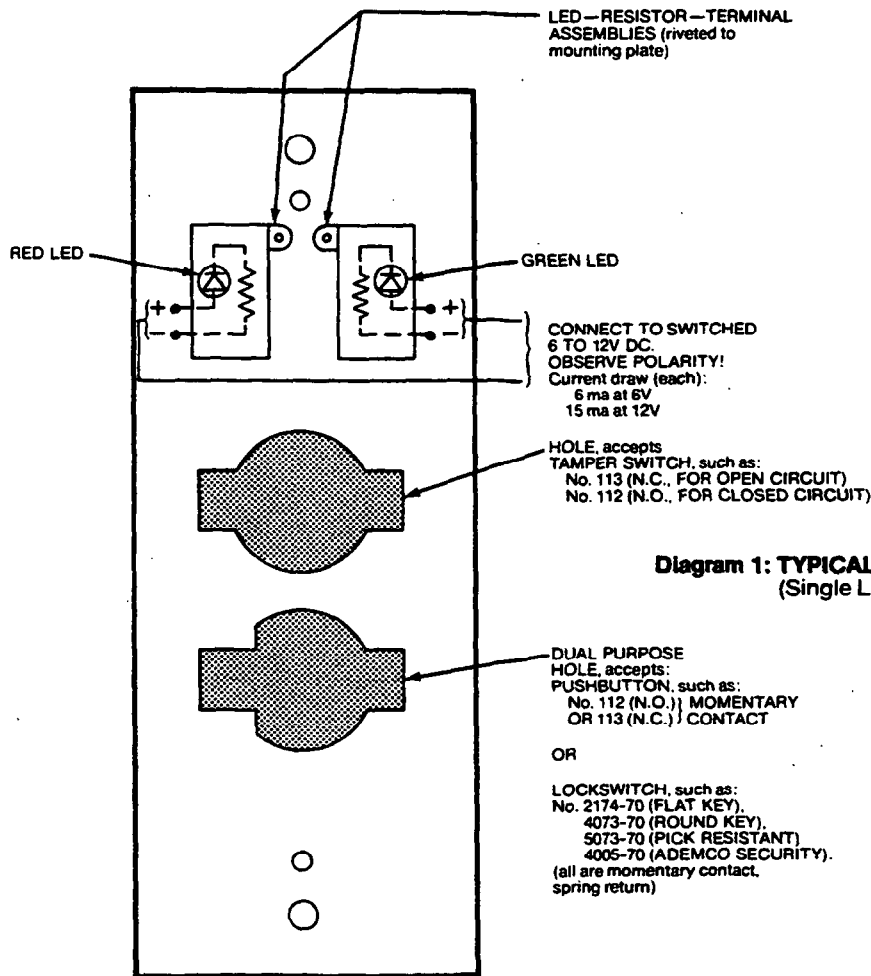 LED—RESISTOR—TERMINAL
ASSEMBLIES (riveted to
mounting plate)
RED LED
GREEN LED
+
−
+
−
CONNECT TO SWITCHED
6 TO 12V DC.
OBSERVE POLARITY!
Current draw (each):
6 ma at 6V
15 ma at 12V
HOLE, accepts
TAMPER SWITCH, such as:
No. 113 (N.C., FOR OPEN CIRCUIT)
No. 112 (N.O., FOR CLOSED CIRCUIT)
Diagram 1: TYPICAL
(Single L
DUAL PURPOSE
HOLE, accepts:
PUSHBUTTON, such as:
No. 112 (N.O.) } MOMENTARY
OR 113 (N.C.) } CONTACT
OR
LOCKSWITCH, such as:
No. 2174-70 (FLAT KEY),
4073-70 (ROUND KEY),
5073-70 (PICK RESISTANT)
4005-70 (ADEMCO SECURITY).
(all are momentary contact,
spring return)